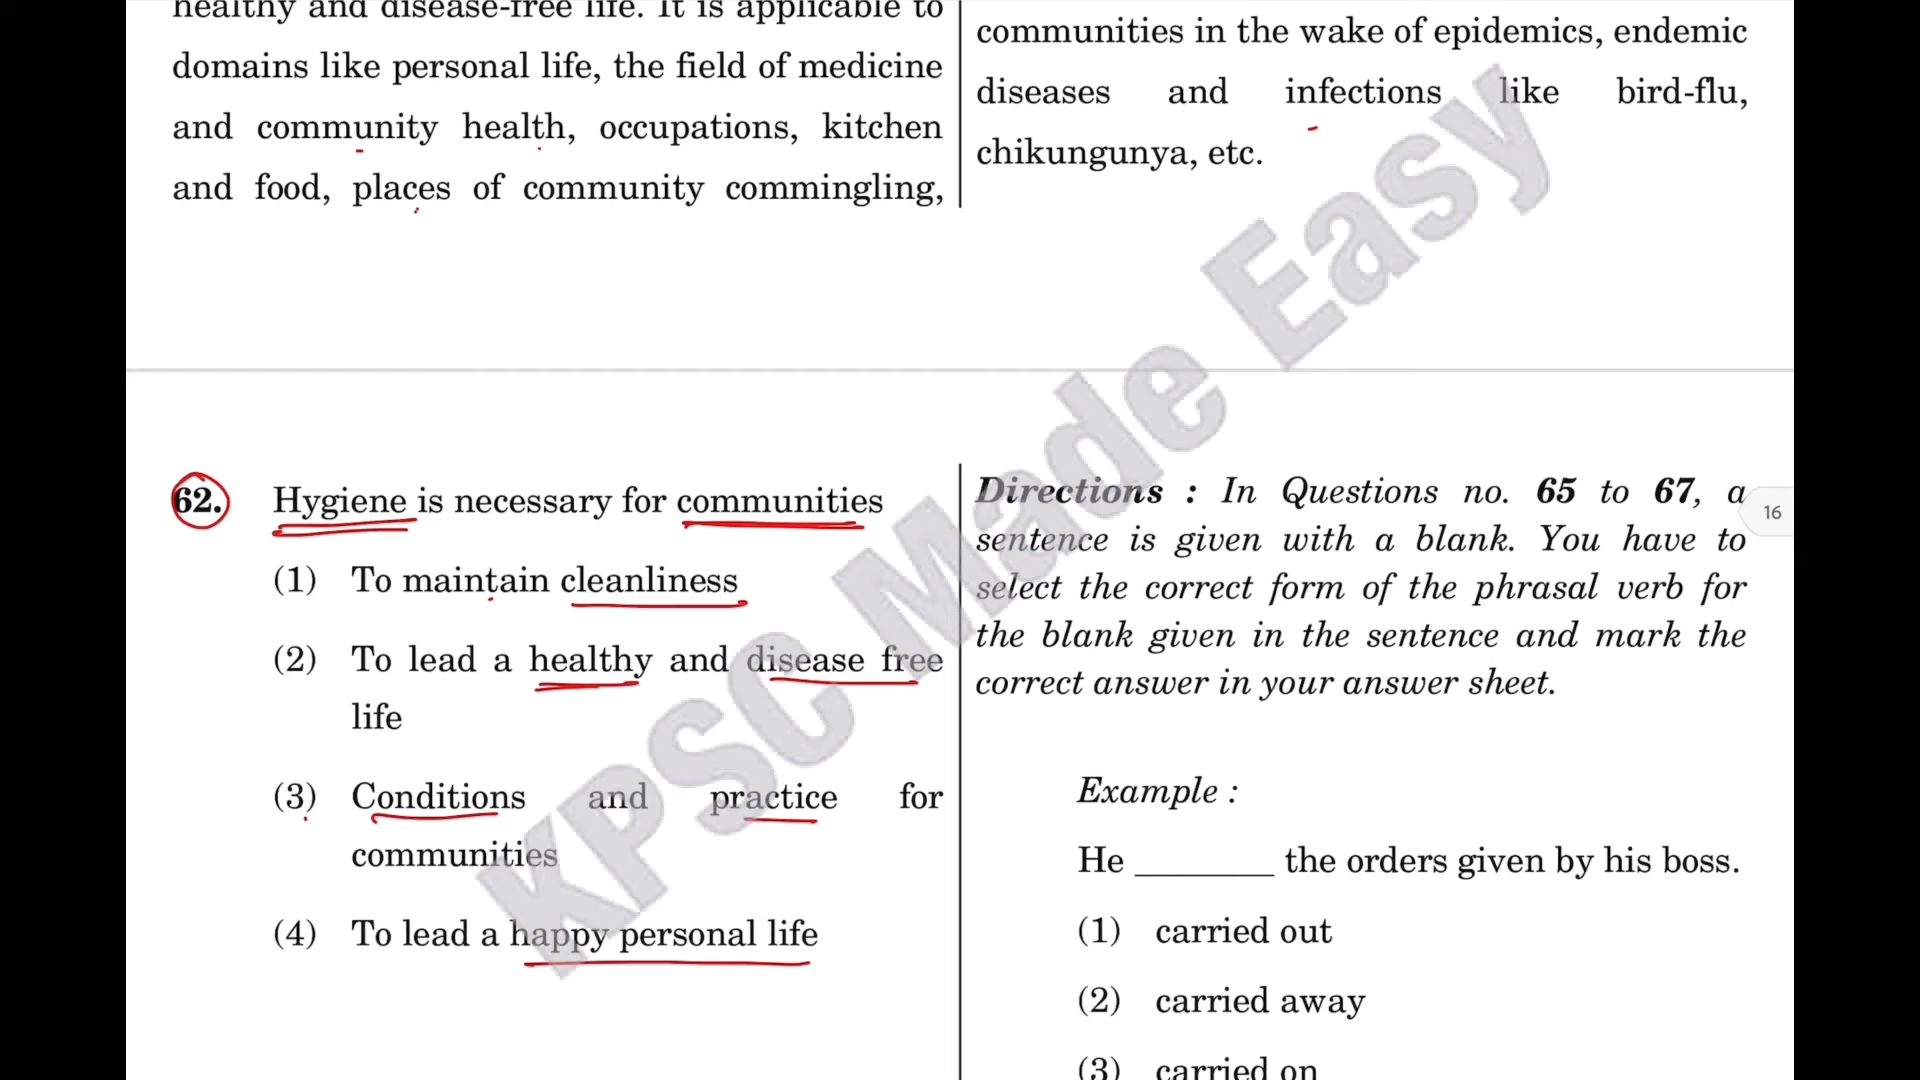 healthy and disease-free life. It is applicable to
domains like personal life, the field of medicine
and community health, occupations, kitchen
and food, places of community commingling,
communities in the wake of epidemics, endemic
diseases and infections like bird-flu,
chikungunya, etc.
62. Hygiene is necessary for communities
(1) To maintain cleanliness
(2) To lead a healthy and disease free
life
(3) Conditions and practice for
communities
(4) To lead a happy personal life
Directions : In Questions no. 65 to 67, a
sentence is given with a blank. You have to
select the correct form of the phrasal verb for
the blank given in the sentence and mark the
correct answer in your answer sheet.
Example :
He ________ the orders given by his boss.
(1) carried out
(2) carried away
(3) carried on
16
KPSC Made Easy